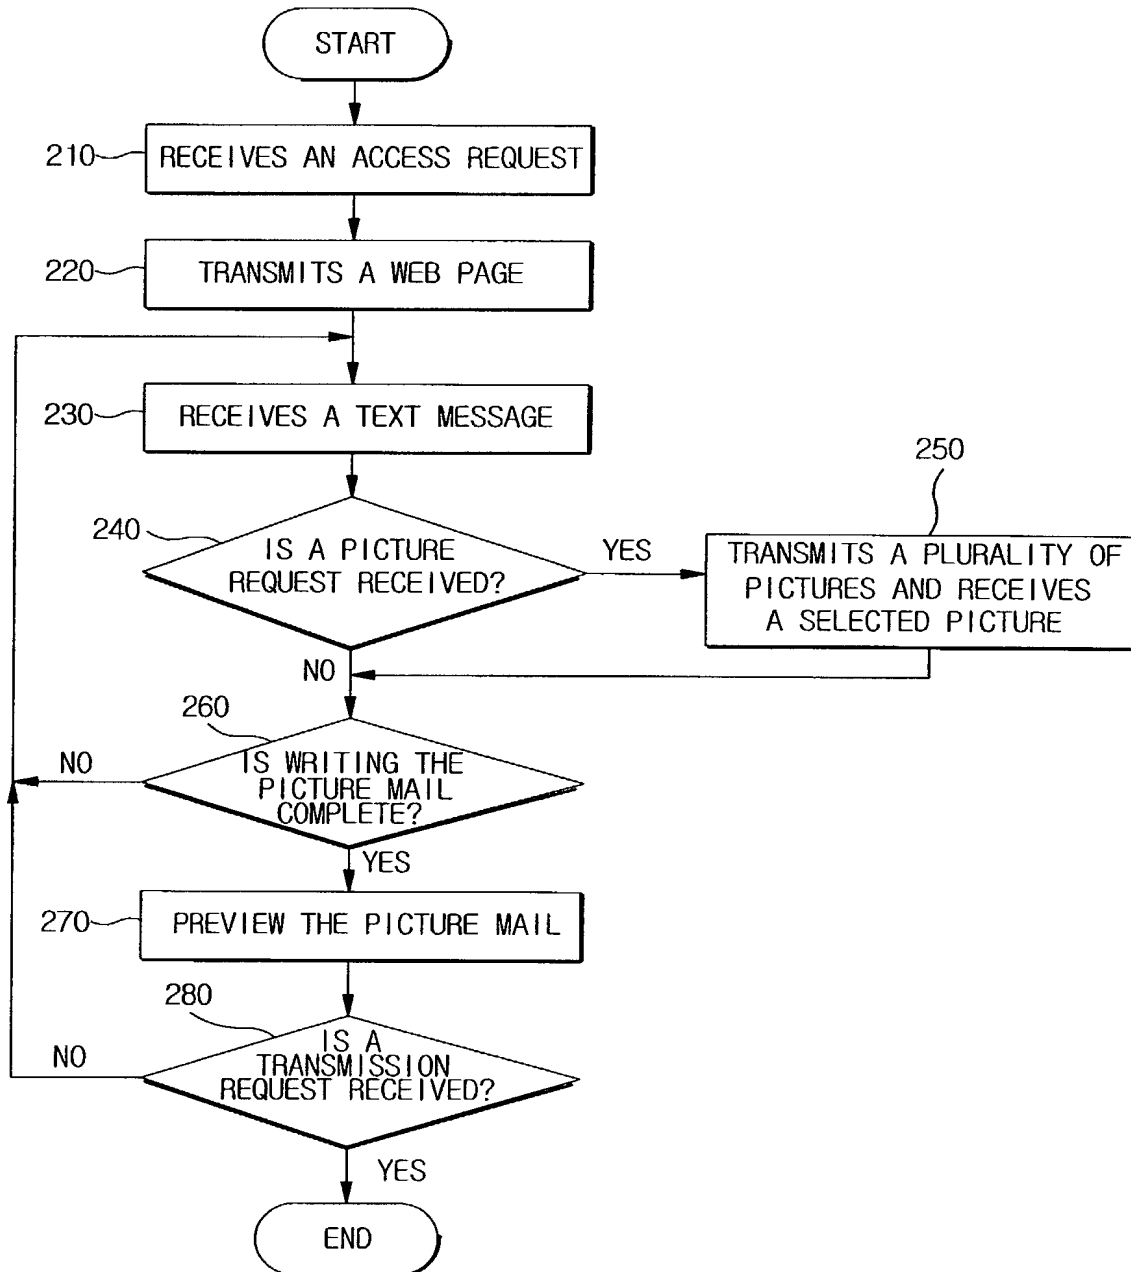 START
210
RECEIVES AN ACCESS REQUEST
220
TRANSMITS A WEB PAGE
230
RECEIVES A TEXT MESSAGE
240
IS A PICTURE
REQUEST RECEIVED?
YES
250
TRANSMITS A PLURALITY OF
PICTURES AND RECEIVES
A SELECTED PICTURE
NO
260
NO
IS WRITING THE
PICTURE MAIL
COMPLETE?
YES
270
PREVIEW THE PICTURE MAIL
280
NO
IS A
TRANSMISSION
REQUEST RECEIVED?
YES
END